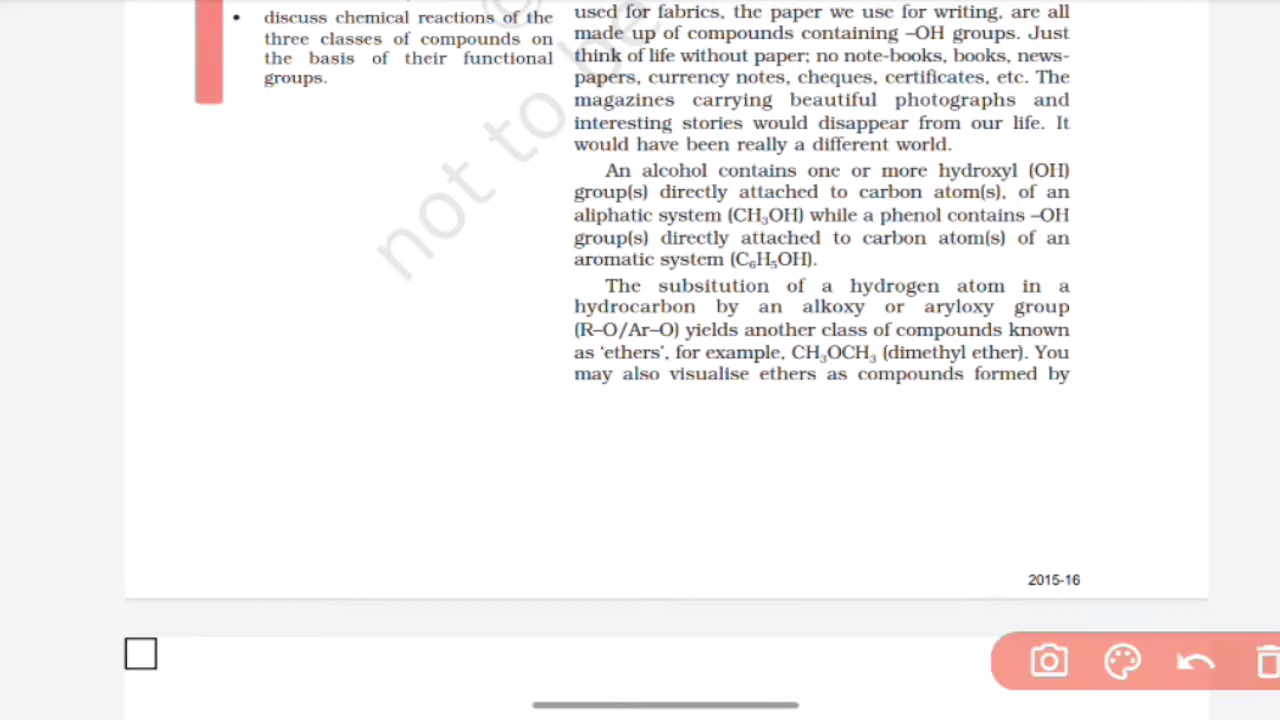 • discuss chemical reactions of the
three classes of compounds on
the basis of their functional
groups.
used for fabrics, the paper we use for writing, are all
made up of compounds containing –OH groups. Just
think of life without paper; no note-books, books, news-
papers, currency notes, cheques, certificates, etc. The
magazines carrying beautiful photographs and
interesting stories would disappear from our life. It
would have been really a different world.
An alcohol contains one or more hydroxyl (OH)
group(s) directly attached to carbon atom(s), of an
aliphatic system (CH₃OH) while a phenol contains –OH
group(s) directly attached to carbon atom(s) of an
aromatic system (C₆H₅OH).
The subsitution of a hydrogen atom in a
hydrocarbon by an alkoxy or aryloxy group
(R–O/Ar–O) yields another class of compounds known
as ‘ethers’, for example, CH₃OCH₃ (dimethyl ether). You
may also visualise ethers as compounds formed by
not to be
2015-16